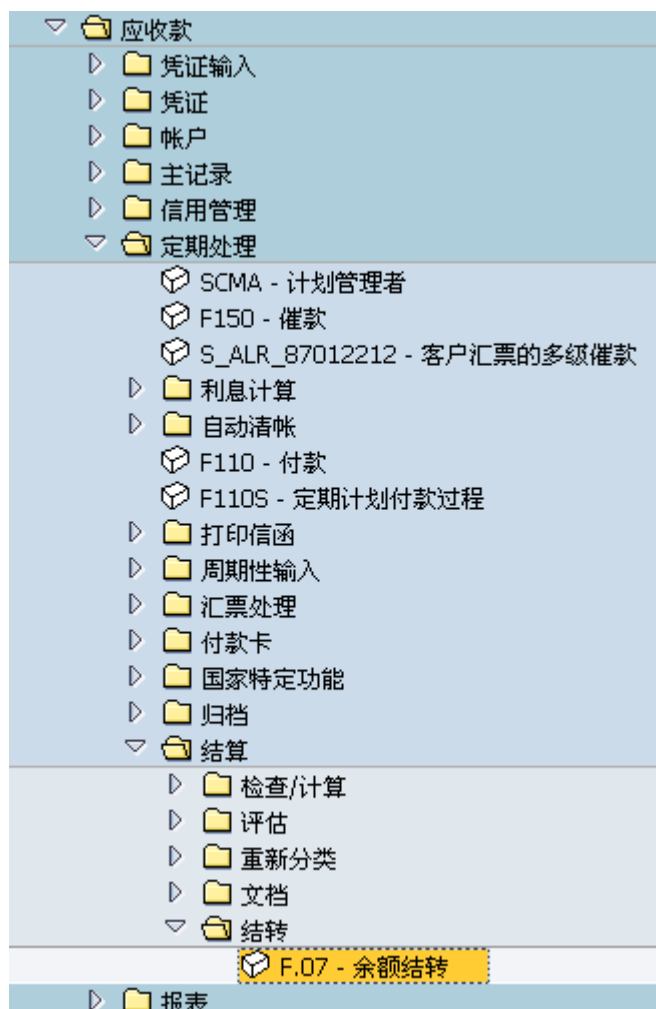 应收款
凭证输入
凭证
帐户
主记录
信用管理
定期处理
SCMA - 计划管理者
F150 - 催款
S_ALR_87012212 - 客户汇票的多级催款
利息计算
自动清帐
F110 - 付款
F110S - 定期计划付款过程
打印信函
周期性输入
汇票处理
付款卡
国家特定功能
归档
结算
检查/计算
评估
重新分类
文档
结转
F.07 - 余额结转
报表